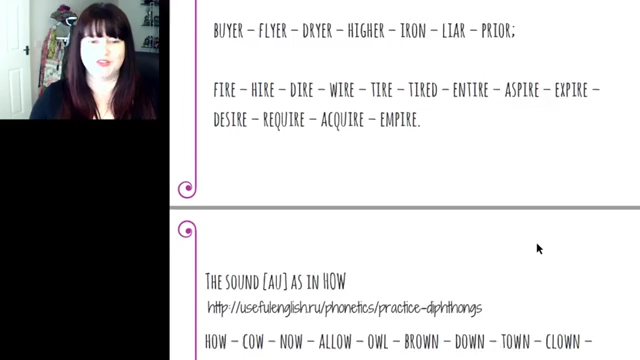 BUYER – FLYER – DRYER – HIGHER – IRON – LIAR – PRIOR;
FIRE – HIRE – DIRE – WIRE – TIRE – TIRED – ENTIRE – ASPIRE – EXPIRE –
DESIRE – REQUIRE – ACQUIRE – EMPIRE.
THE SOUND [AU] AS IN HOW
http://usefulenglish.ru/phonetics/practice-diphthongs
HOW – COW – NOW – ALLOW – OWL – BROWN – DOWN – TOWN – CLOWN –